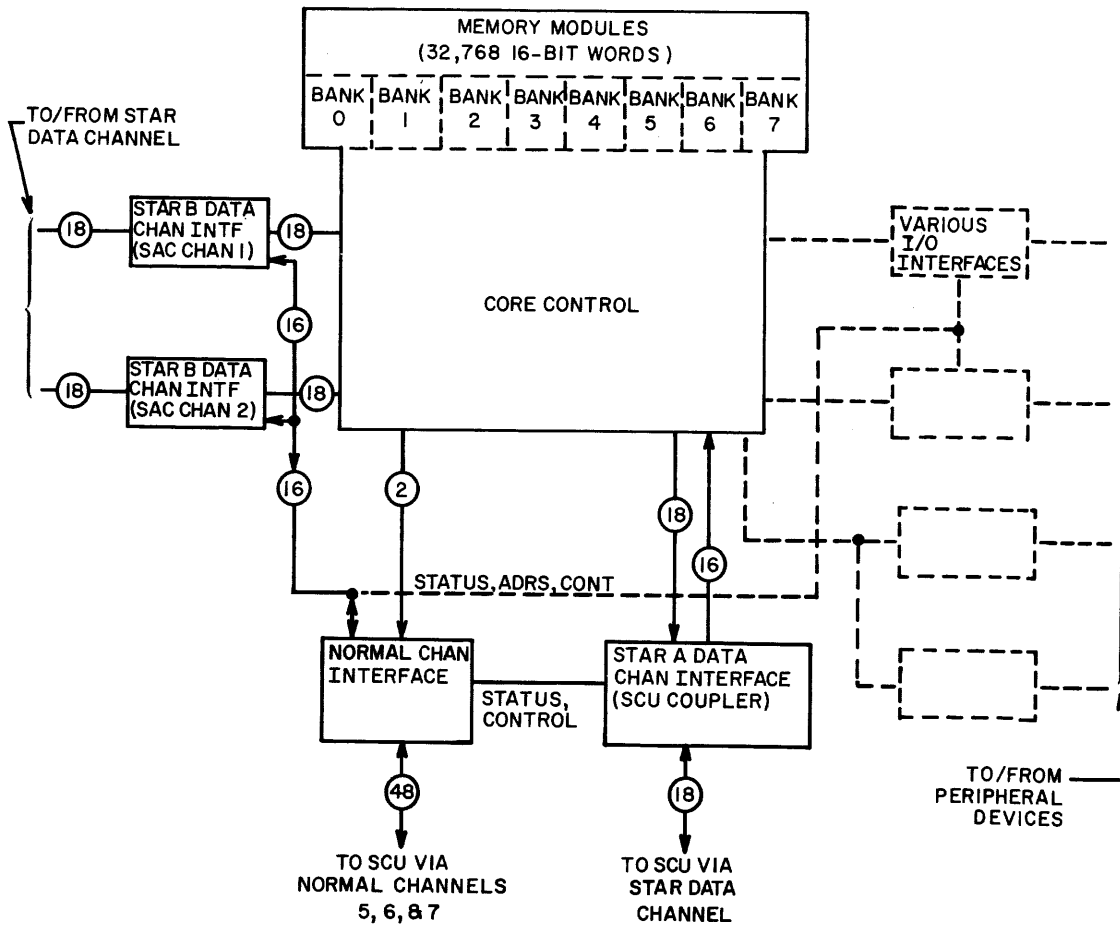 MEMORY MODULES
(32,768 16-BIT WORDS)
BANK 0
BANK 1
BANK 2
BANK 3
BANK 4
BANK 5
BANK 6
BANK 7
TO/FROM STAR
DATA CHANNEL
18
STAR B DATA
CHAN INTF
(SAC CHAN 1)
18
16
18
STAR B DATA
CHAN INTF
(SAC CHAN 2)
18
16
CORE CONTROL
VARIOUS
I/O
INTERFACES
2
18
16
STATUS, ADRS, CONT
NORMAL CHAN
INTERFACE
STATUS,
CONTROL
STAR A DATA
CHAN INTERFACE
(SCU COUPLER)
48
18
TO SCU VIA
NORMAL CHANNELS
5, 6, & 7
TO SCU VIA
STAR DATA
CHANNEL
TO/FROM
PERIPHERAL
DEVICES